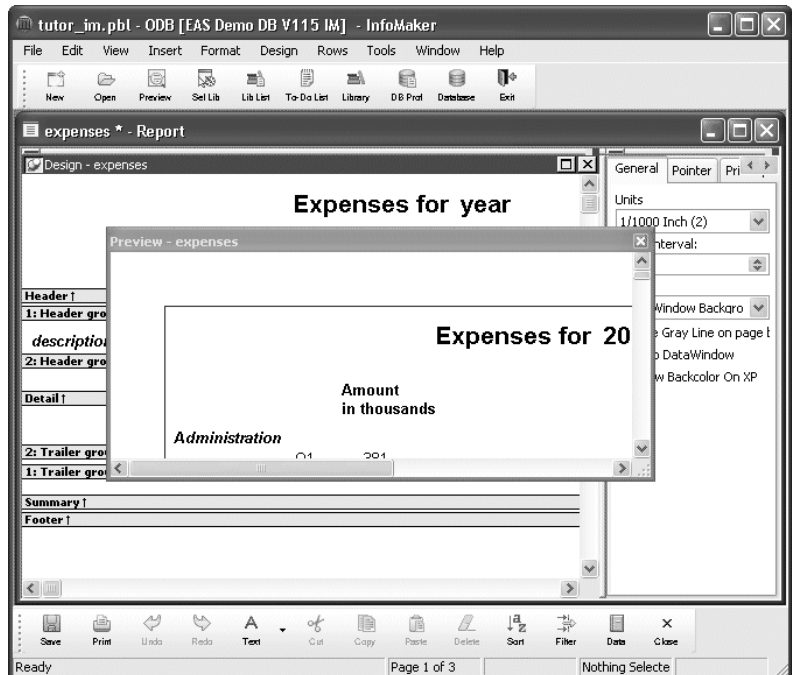 tutor_im.pbl - ODB [EAS Demo DB V115 IM] - InfoMaker
File Edit View Insert Format Design Rows Tools Window Help
New Open Preview Sel Lib Lib List To-Do List Library DB Prof Database Exit
expenses * - Report
Design - expenses
General Pointer Pri
Expenses for year
Units
1/1000 Inch (2)
Preview - expenses
nterval:
Header ↑
1: Header gro
Window Backgro
Expenses for 20
Gray Line on page b
description
DataWindow
2: Header gro
w Backcolor On XP
Amount
in thousands
Detail ↑
Administration
Q1 381
2: Trailer gro
1: Trailer gro
Summary ↑
Footer ↑
Save Print Undo Redo Text Cut Copy Paste Delete Sort Filter Data Close
Ready Page 1 of 3 Nothing Selecte